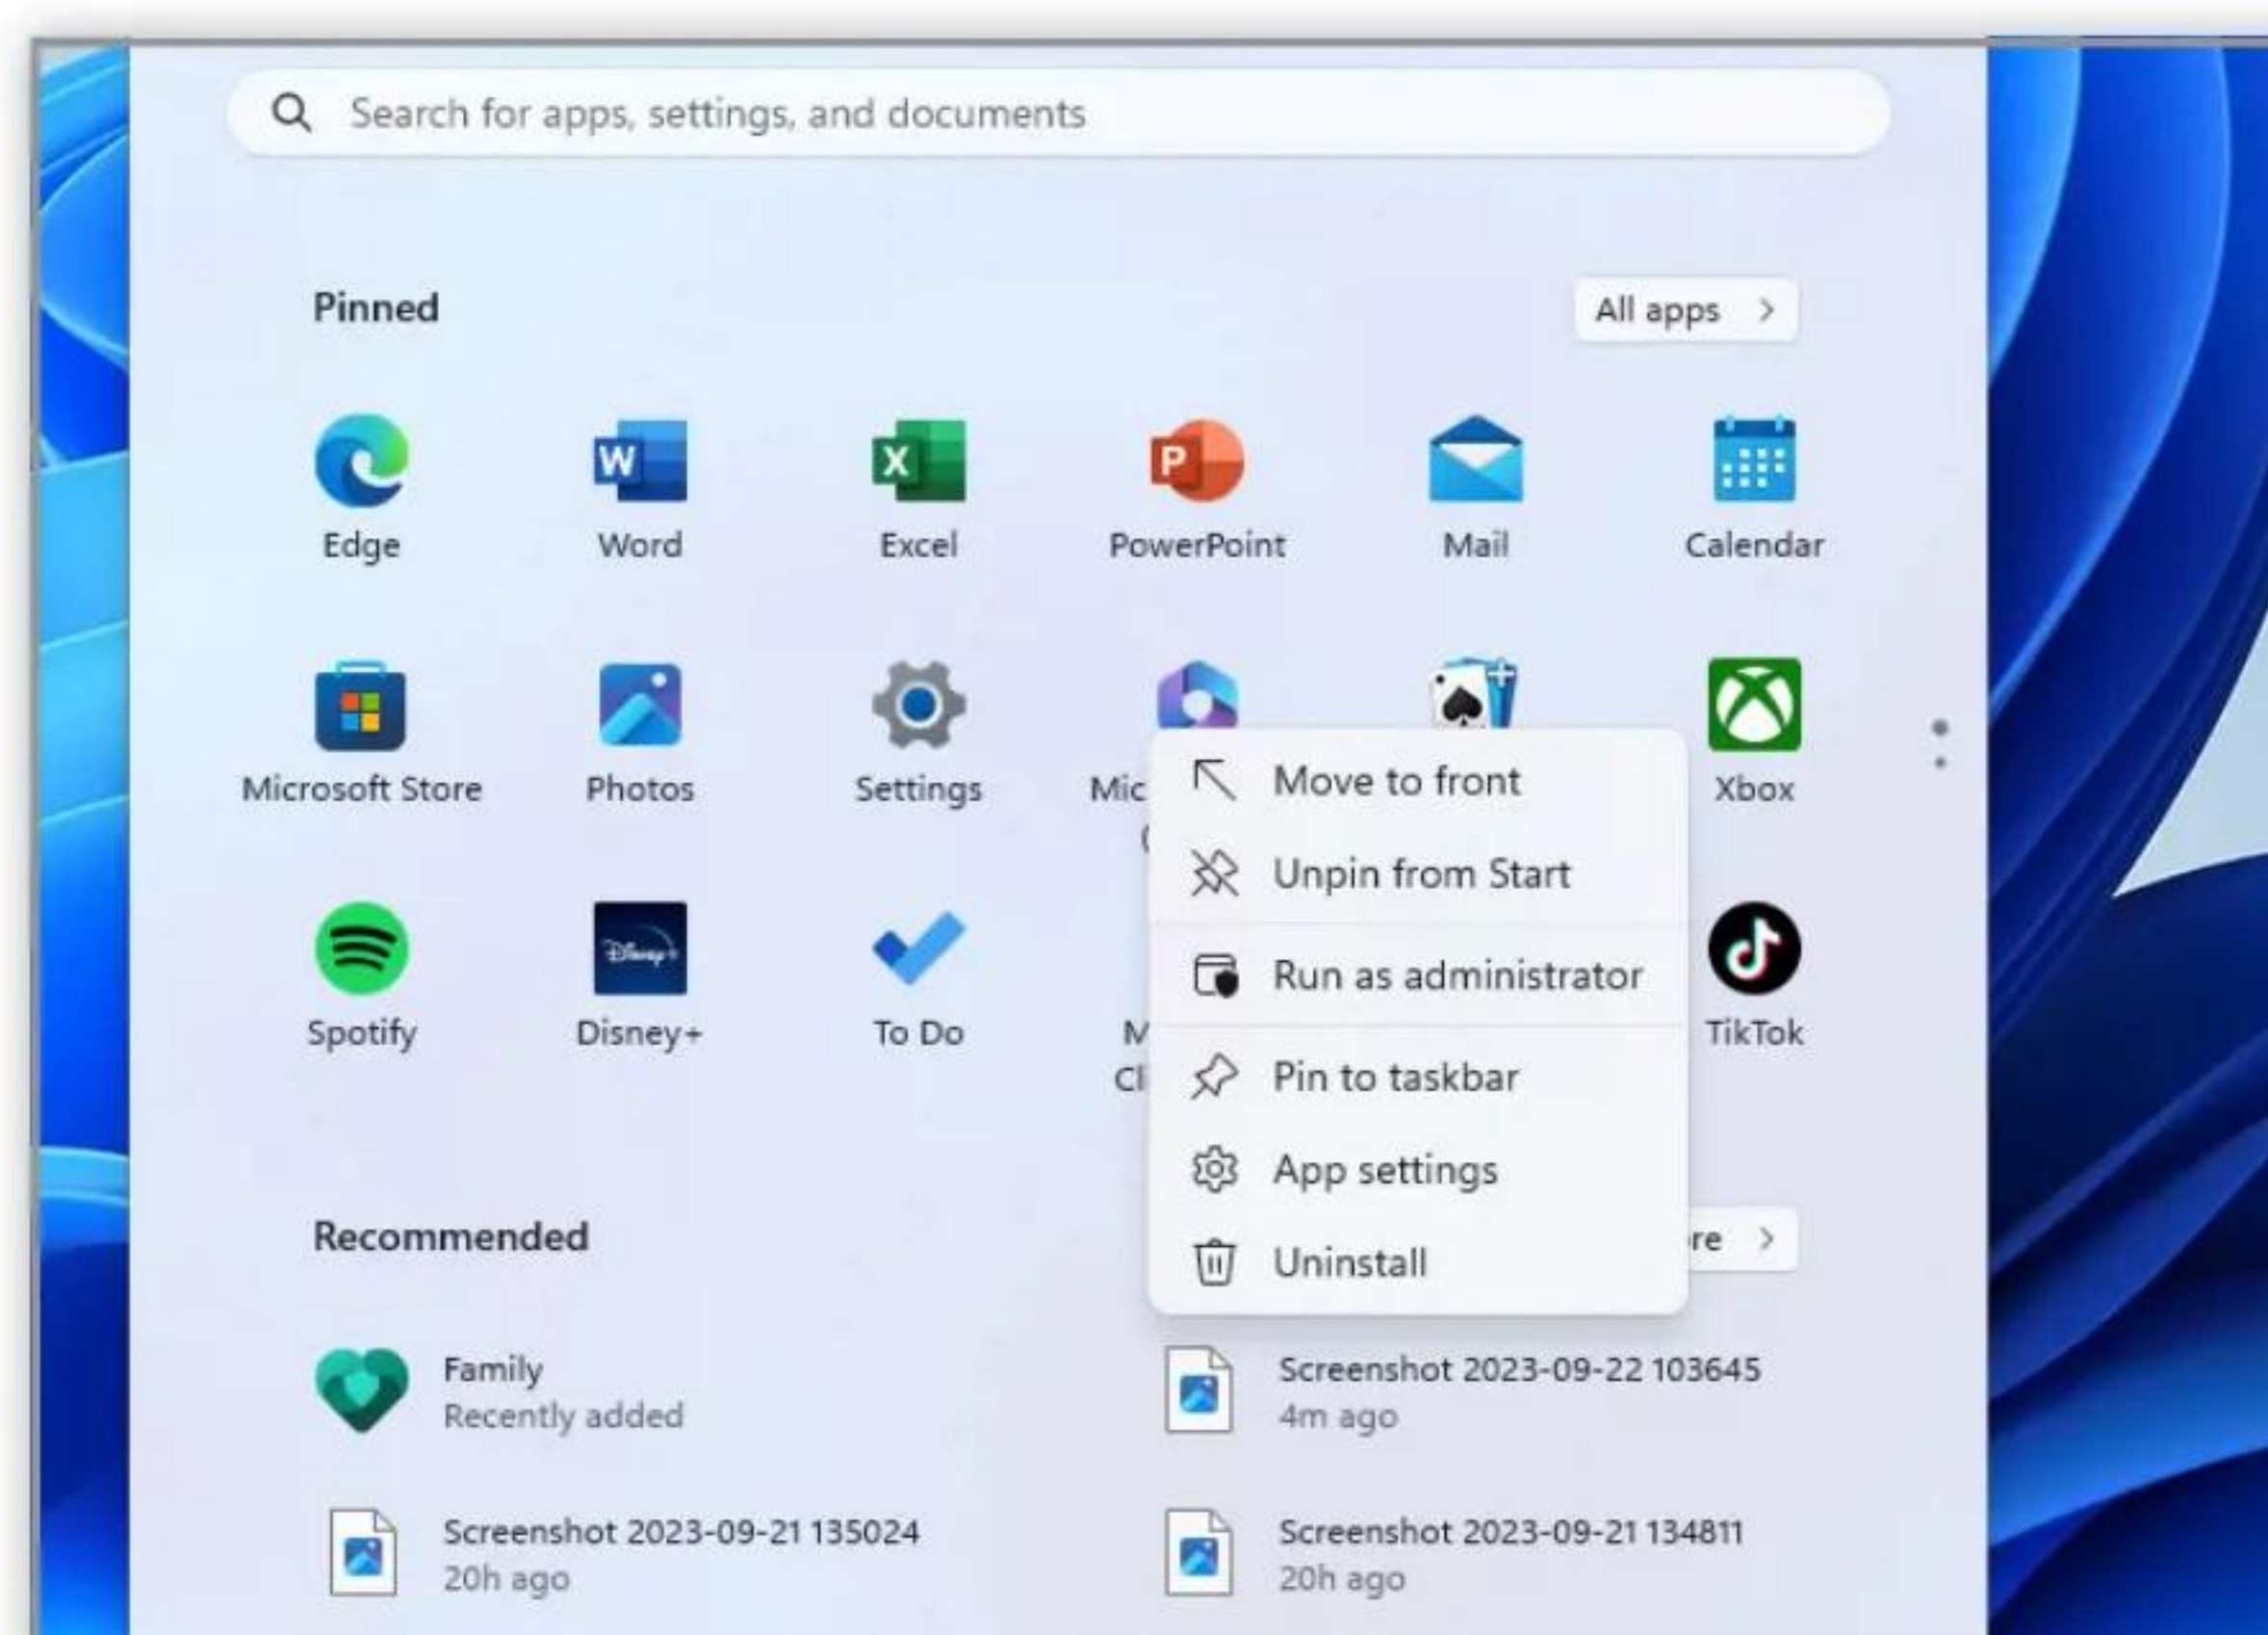 Search for apps, settings, and documents
Pinned
All apps
Edge
Word
Excel
PowerPoint
Mail
Calendar
Microsoft Store
Photos
Settings
Xbox
Spotify
Disney+
To Do
TikTok
Move to front
Unpin from Start
Run as administrator
Pin to taskbar
App settings
Uninstall
Recommended
Family
Recently added
Screenshot 2023-09-22 103645
4m ago
Screenshot 2023-09-21 135024
20h ago
Screenshot 2023-09-21 134811
20h ago